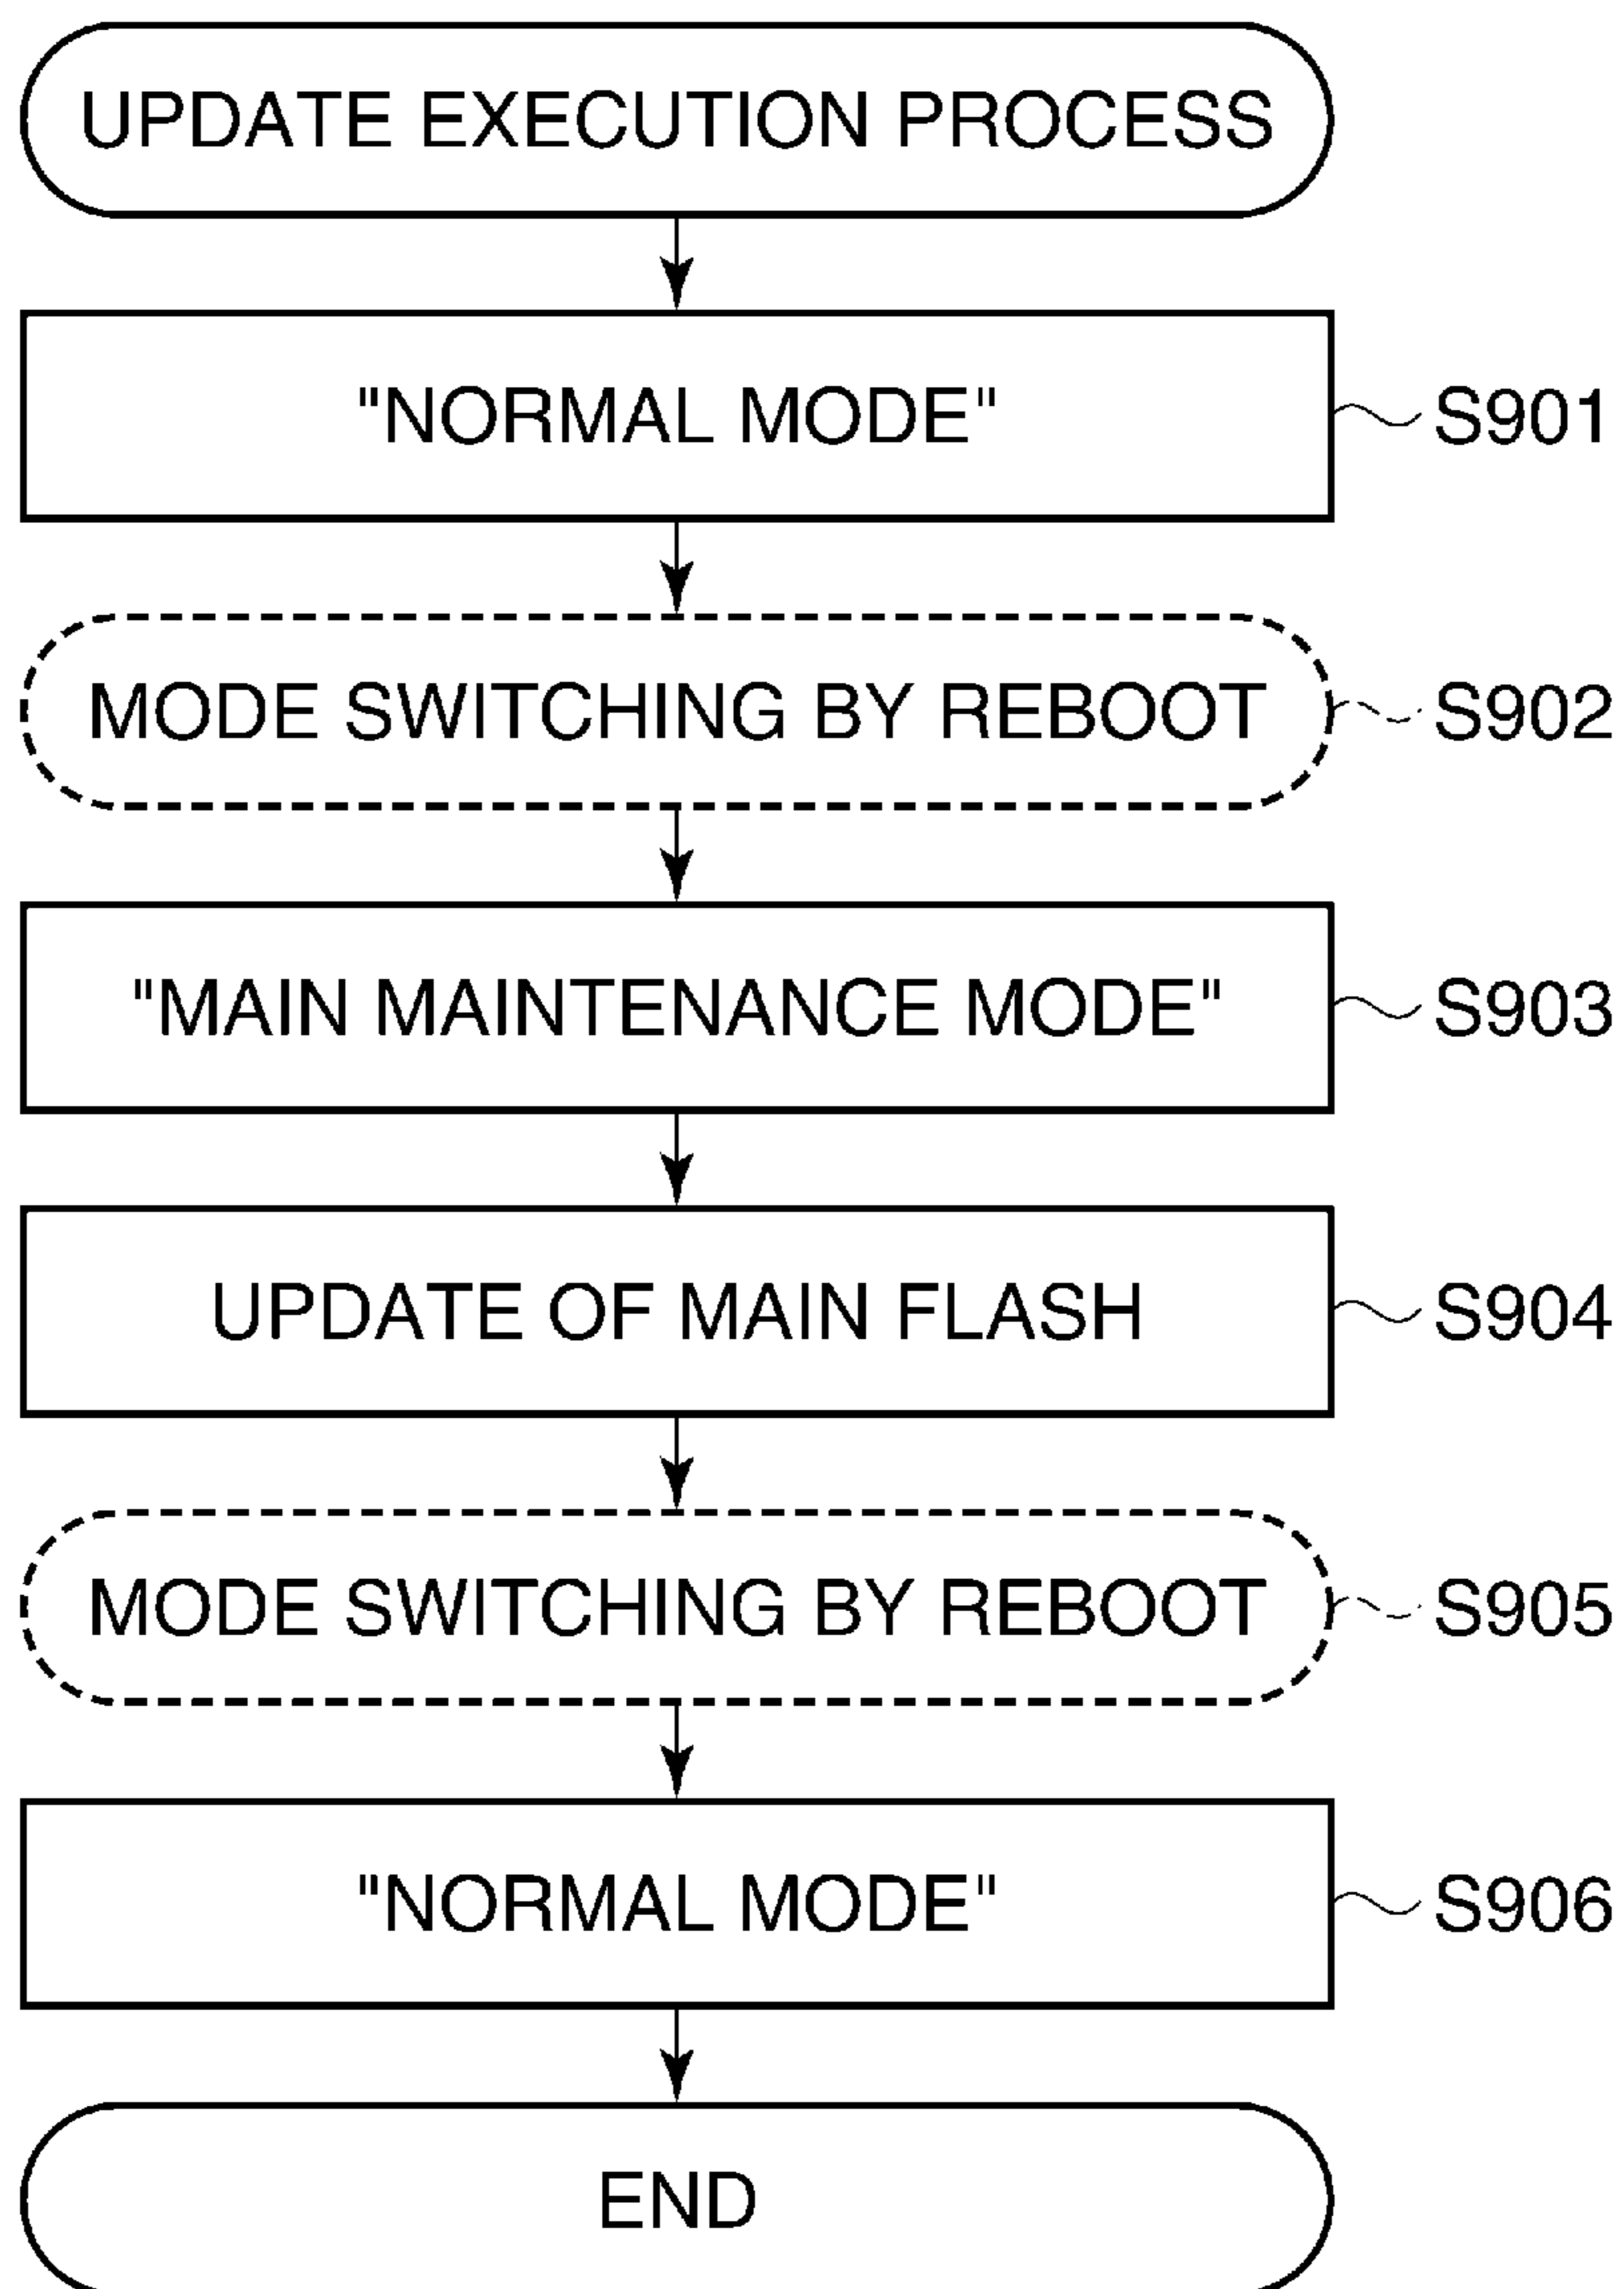 UPDATE EXECUTION PROCESS
"NORMAL MODE" S901
MODE SWITCHING BY REBOOT S902
"MAIN MAINTENANCE MODE" S903
UPDATE OF MAIN FLASH S904
MODE SWITCHING BY REBOOT S905
"NORMAL MODE" S906
END